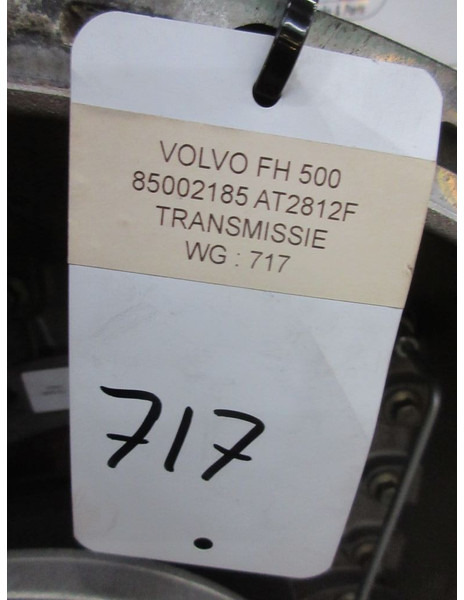 VOLVO FH 500
85002185 AT2812F
TRANSMISSIE
WG : 717
717